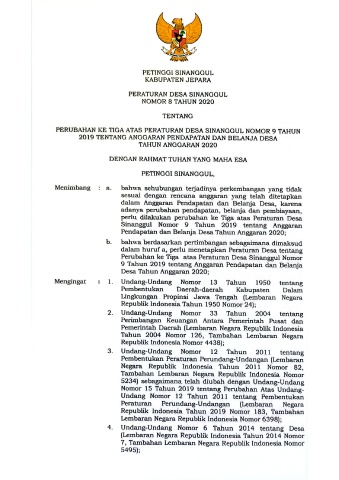 PETINGGI SINANGGUL
KABUPATEN JEPARA
PERATURAN DESA SINANGGUL
NOMOR 8 TAHUN 2020
TENTANG
PERUBAHAN KE TIGA ATAS PERATURAN DESA SINANGGUL NOMOR 9 TAHUN
2019 TENTANG ANGGARAN PENDAPATAN DAN BELANJA DESA
TAHUN ANGGARAN 2020
DENGAN RAHMAT TUHAN YANG MAHA ESA
PETINGGI SINANGGUL,
Menimbang : a. bahwa sehubungan terjadinya perkembangan yang tidak
sesuai dengan rencana anggaran yang telah ditetapkan
dalam Anggaran Pendapatan dan Belanja Desa, karena
adanya perubahan pendapatan, belanja dan pembiayaan,
perlu dilakukan perubahan ke Tiga atas Peraturan Desa
Sinanggul Nomor 9 Tahun 2019 tentang Anggaran
Pendapatan dan Belanja Desa Tahun Anggaran 2020;
b. bahwa berdasarkan pertimbangan sebagaimana dimaksud
dalam huruf a, perlu menetapkan Peraturan Desa tentang
Perubahan ke Tiga atas Peraturan Desa Sinanggul Nomor
9 Tahun 2019 tentang Anggaran Pendapatan dan Belanja
Desa Tahun Anggaran 2020;
Mengingat : 1. Undang-Undang Nomor 13 Tahun 1950 tentang
Pembentukan Daerah-daerah Kabupaten Dalam
Lingkungan Propinsi Jawa Tengah (Lembaran Negara
Republik Indonesia Tahun 1950 Nomor 24);
2. Undang-Undang Nomor 33 Tahun 2004 tentang
Perimbangan Keuangan Antara Pemerintah Pusat dan
Pemerintah Daerah (Lembaran Negara Republik Indonesia
Tahun 2004 Nomor 126, Tambahan Lembaran Negara
Republik Indonesia Nomor 4438);
3. Undang-Undang Nomor 12 Tahun 2011 tentang
Pembentukan Peraturan Perundang-Undangan (Lembaran
Negara Republik Indonesia Tahun 2011 Nomor 82,
Tambahan Lembaran Negara Republik Indonesia Nomor
5234) sebagaimana telah diubah dengan Undang-Undang
Nomor 15 Tahun 2019 tentang Perubahan Atas Undang-
Undang Nomor 12 Tahun 2011 tentang Pembentukan
Peraturan Perundang-Undangan (Lembaran Negara
Republik Indonesia Tahun 2019 Nomor 183, Tambahan
Lembaran Negara Republik Indonesia Nomor 6398);
4. Undang-Undang Nomor 6 Tahun 2014 tentang Desa
(Lembaran Negara Republik Indonesia Tahun 2014 Nomor
7, Tambahan Lembaran Negara Republik Indonesia Nomor
5495);